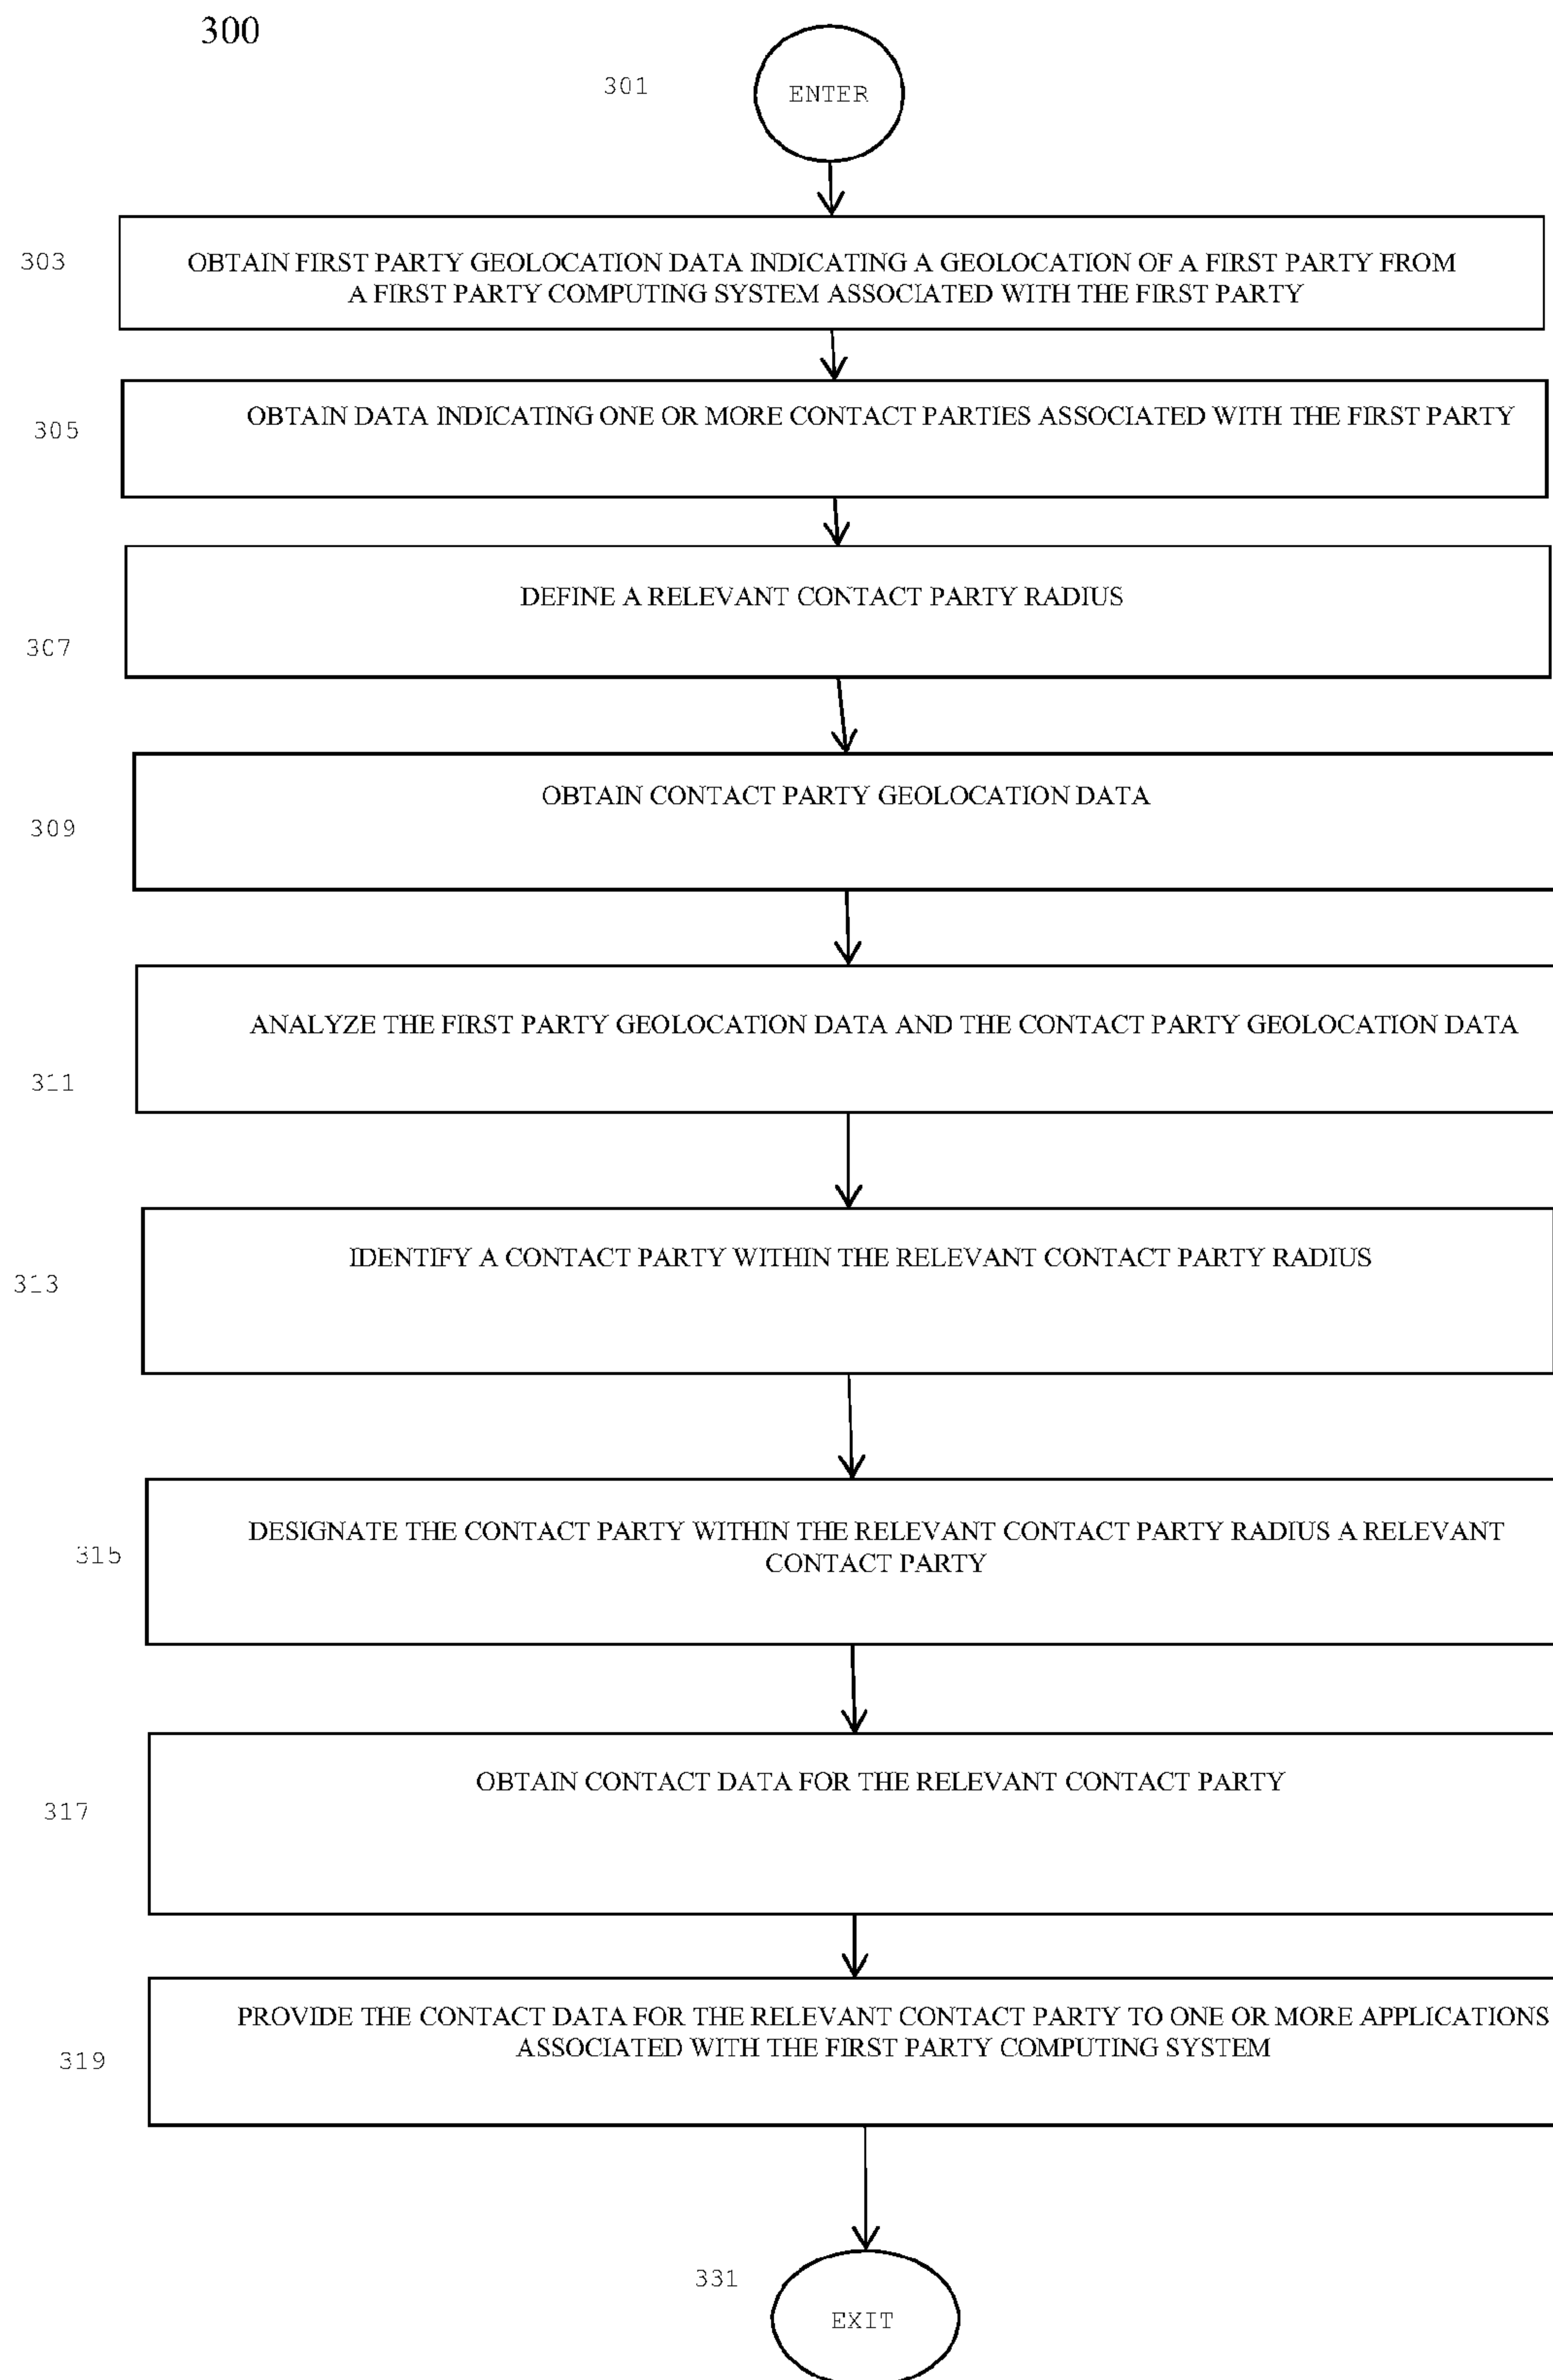 300
301
ENTER
303
OBTAIN FIRST PARTY GEOLOCATION DATA INDICATING A GEOLOCATION OF A FIRST PARTY FROM
A FIRST PARTY COMPUTING SYSTEM ASSOCIATED WITH THE FIRST PARTY
305
OBTAIN DATA INDICATING ONE OR MORE CONTACT PARTIES ASSOCIATED WITH THE FIRST PARTY
307
DEFINE A RELEVANT CONTACT PARTY RADIUS
309
OBTAIN CONTACT PARTY GEOLOCATION DATA
311
ANALYZE THE FIRST PARTY GEOLOCATION DATA AND THE CONTACT PARTY GEOLOCATION DATA
313
IDENTIFY A CONTACT PARTY WITHIN THE RELEVANT CONTACT PARTY RADIUS
315
DESIGNATE THE CONTACT PARTY WITHIN THE RELEVANT CONTACT PARTY RADIUS A RELEVANT
CONTACT PARTY
317
OBTAIN CONTACT DATA FOR THE RELEVANT CONTACT PARTY
319
PROVIDE THE CONTACT DATA FOR THE RELEVANT CONTACT PARTY TO ONE OR MORE APPLICATIONS
ASSOCIATED WITH THE FIRST PARTY COMPUTING SYSTEM
331
EXIT